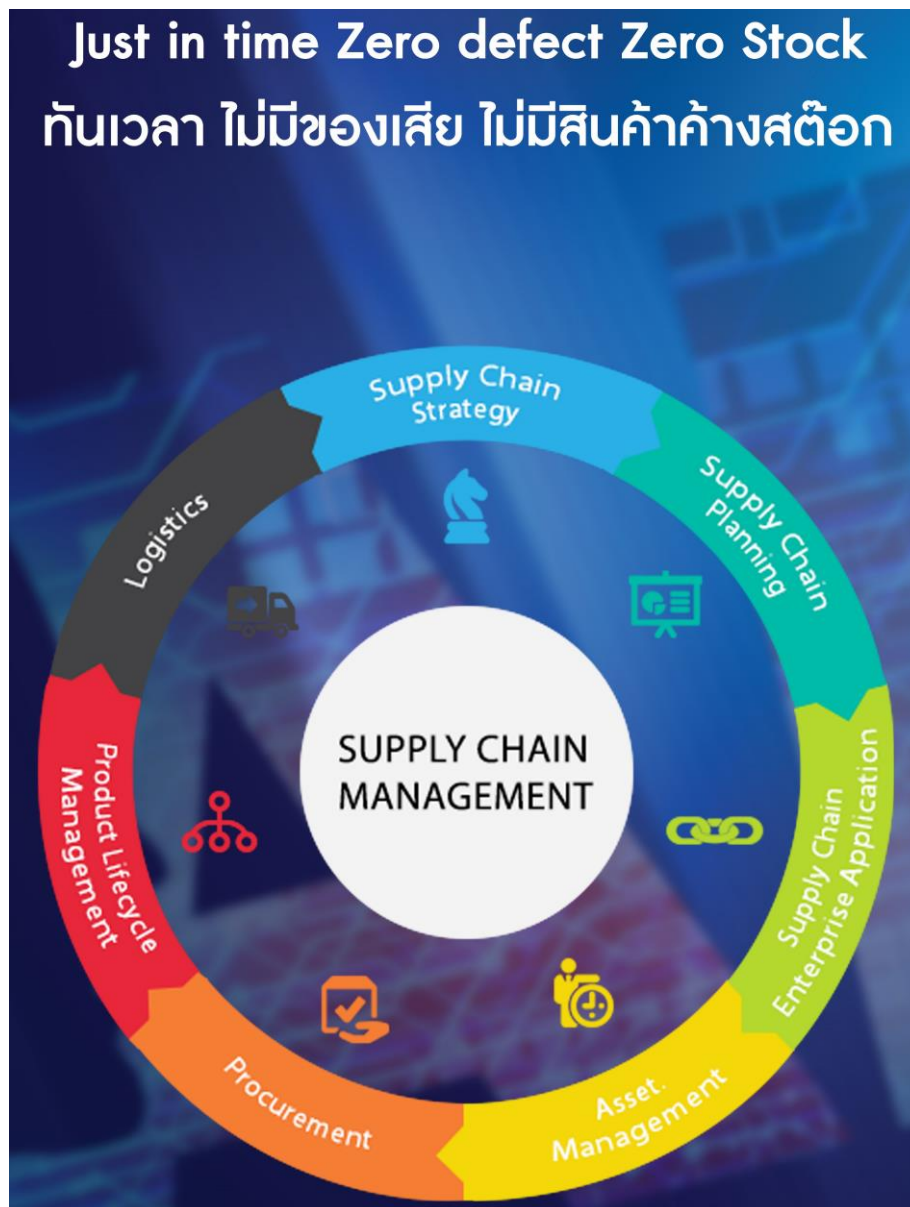 Just in time Zero defect Zero Stock
ทันเวลา ไม่มีของเสีย ไม่มีสินค้าค้างสต๊อก
Supply Chain
Strategy
Supply Chain
Planning
Supply Chain
Enterprise Application
Asset.
Management
Procurement
Product Lifecycle
Management
Logistics
SUPPLY CHAIN
MANAGEMENT